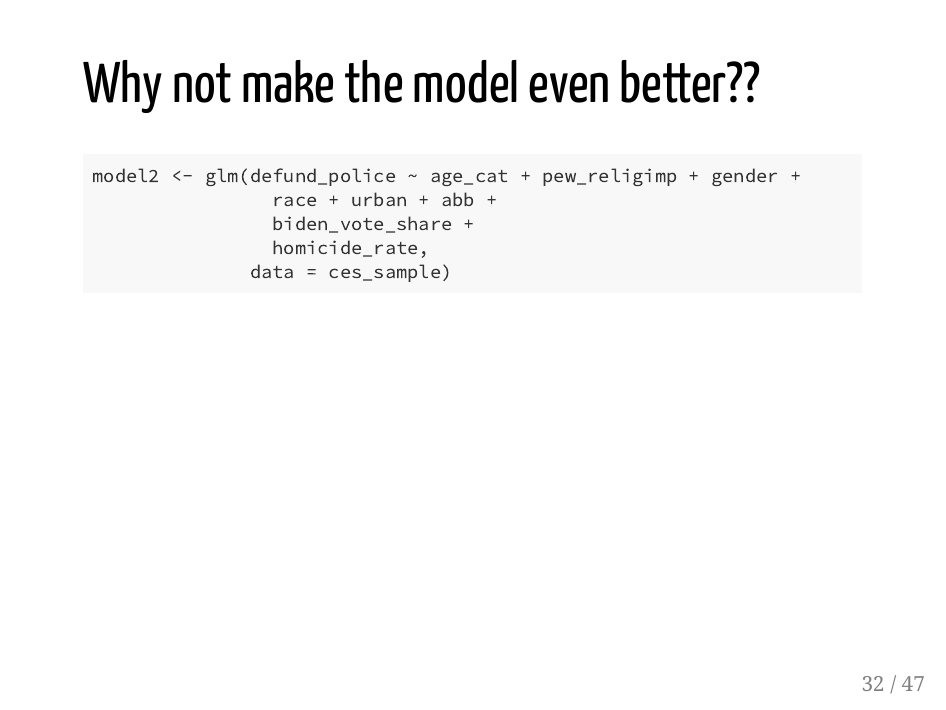 Why not make the model even better??
model2 <- glm(defund_police ~ age_cat + pew_religimp + gender +
                race + urban + abb +
                biden_vote_share +
                homicide_rate,
              data = ces_sample)
32 / 47